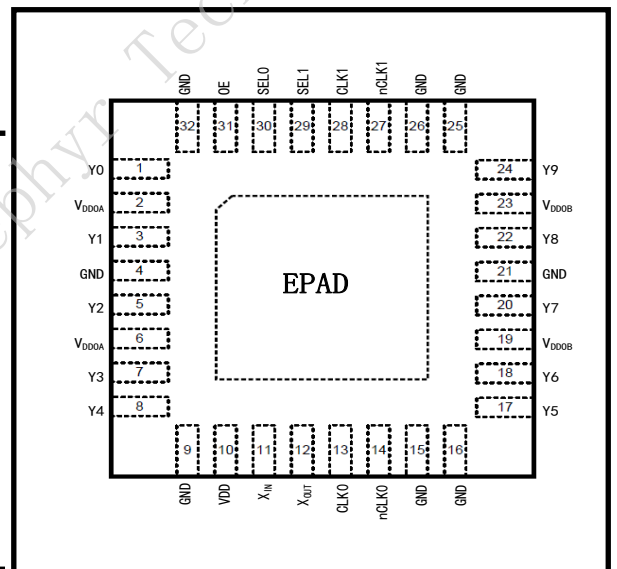 GND OE SEL0 SEL1 CLK1 nCLK1 GND GND
32 31 30 29 28 27 26 25
Y0 1 24 Y9
VDDOA 2 23 VDDOB
Y1 3 22 Y8
GND 4 21 GND
Y2 5 20 Y7
VDDOA 6 19 VDDOB
Y3 7 18 Y6
Y4 8 17 Y5
EPAD
9 10 11 12 13 14 15 16
GND VDD XIN XOUT CLK0 nCLK0 GND GND
ephyr Tec